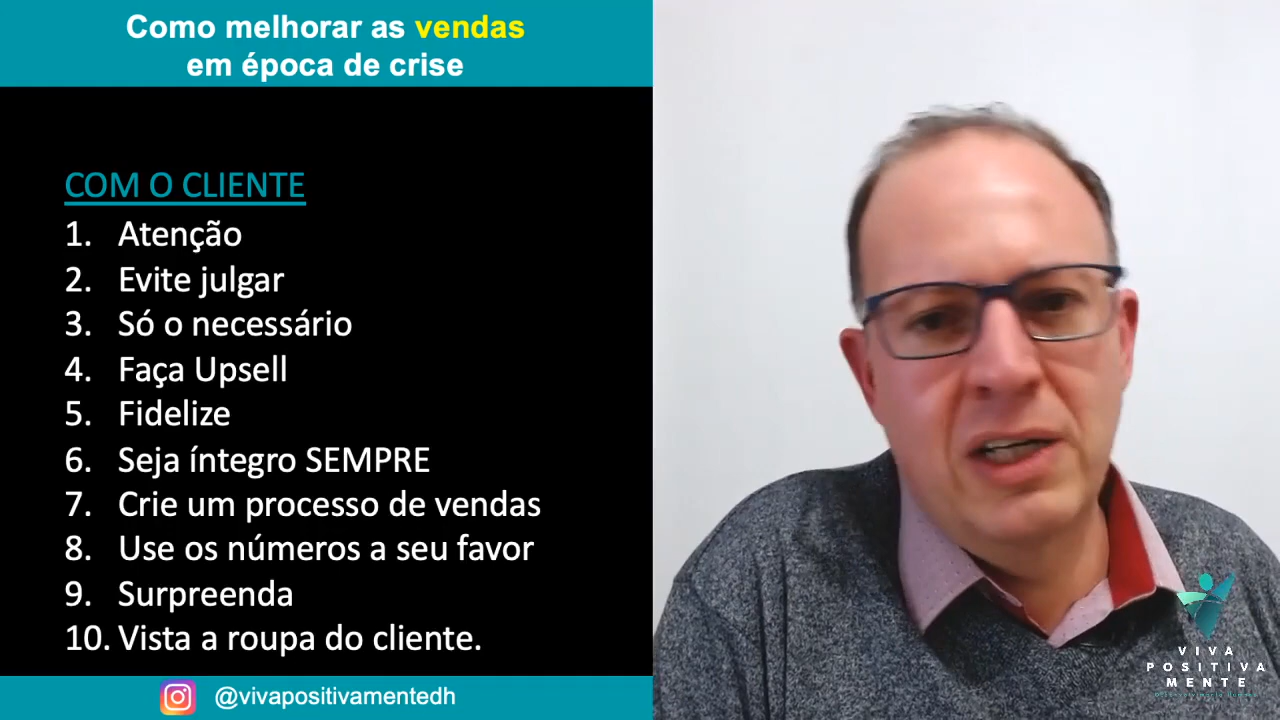 Como melhorar as vendas
em época de crise
COM O CLIENTE
1. Atenção
2. Evite julgar
3. Só o necessário
4. Faça Upsell
5. Fidelize
6. Seja íntegro SEMPRE
7. Crie um processo de vendas
8. Use os números a seu favor
9. Surpreenda
10. Vista a roupa do cliente.
@vivapositivamentedh
VIVA
POSITIVA
MENTE